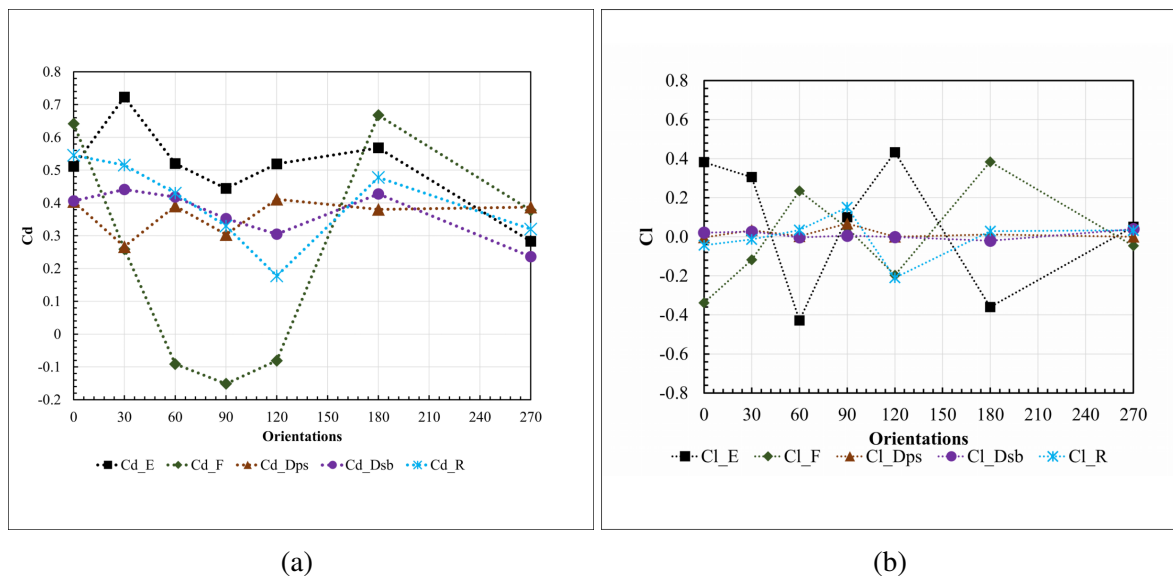 0.8
0.7
0.6
0.5
0.4
0.3
0.2
0.1
0
-0.1
-0.2
Cd
0 30 60 90 120 150 180 210 240 270
Orientations
Cd_E Cd_F Cd_Dps Cd_Dsb Cd_R
(a)
0.8
0.6
0.4
0.2
0.0
-0.2
-0.4
-0.6
-0.8
Cl
0 30 60 90 120 150 180 210 240 270
Orientations
Cl_E Cl_F Cl_Dps Cl_Dsb Cl_R
(b)